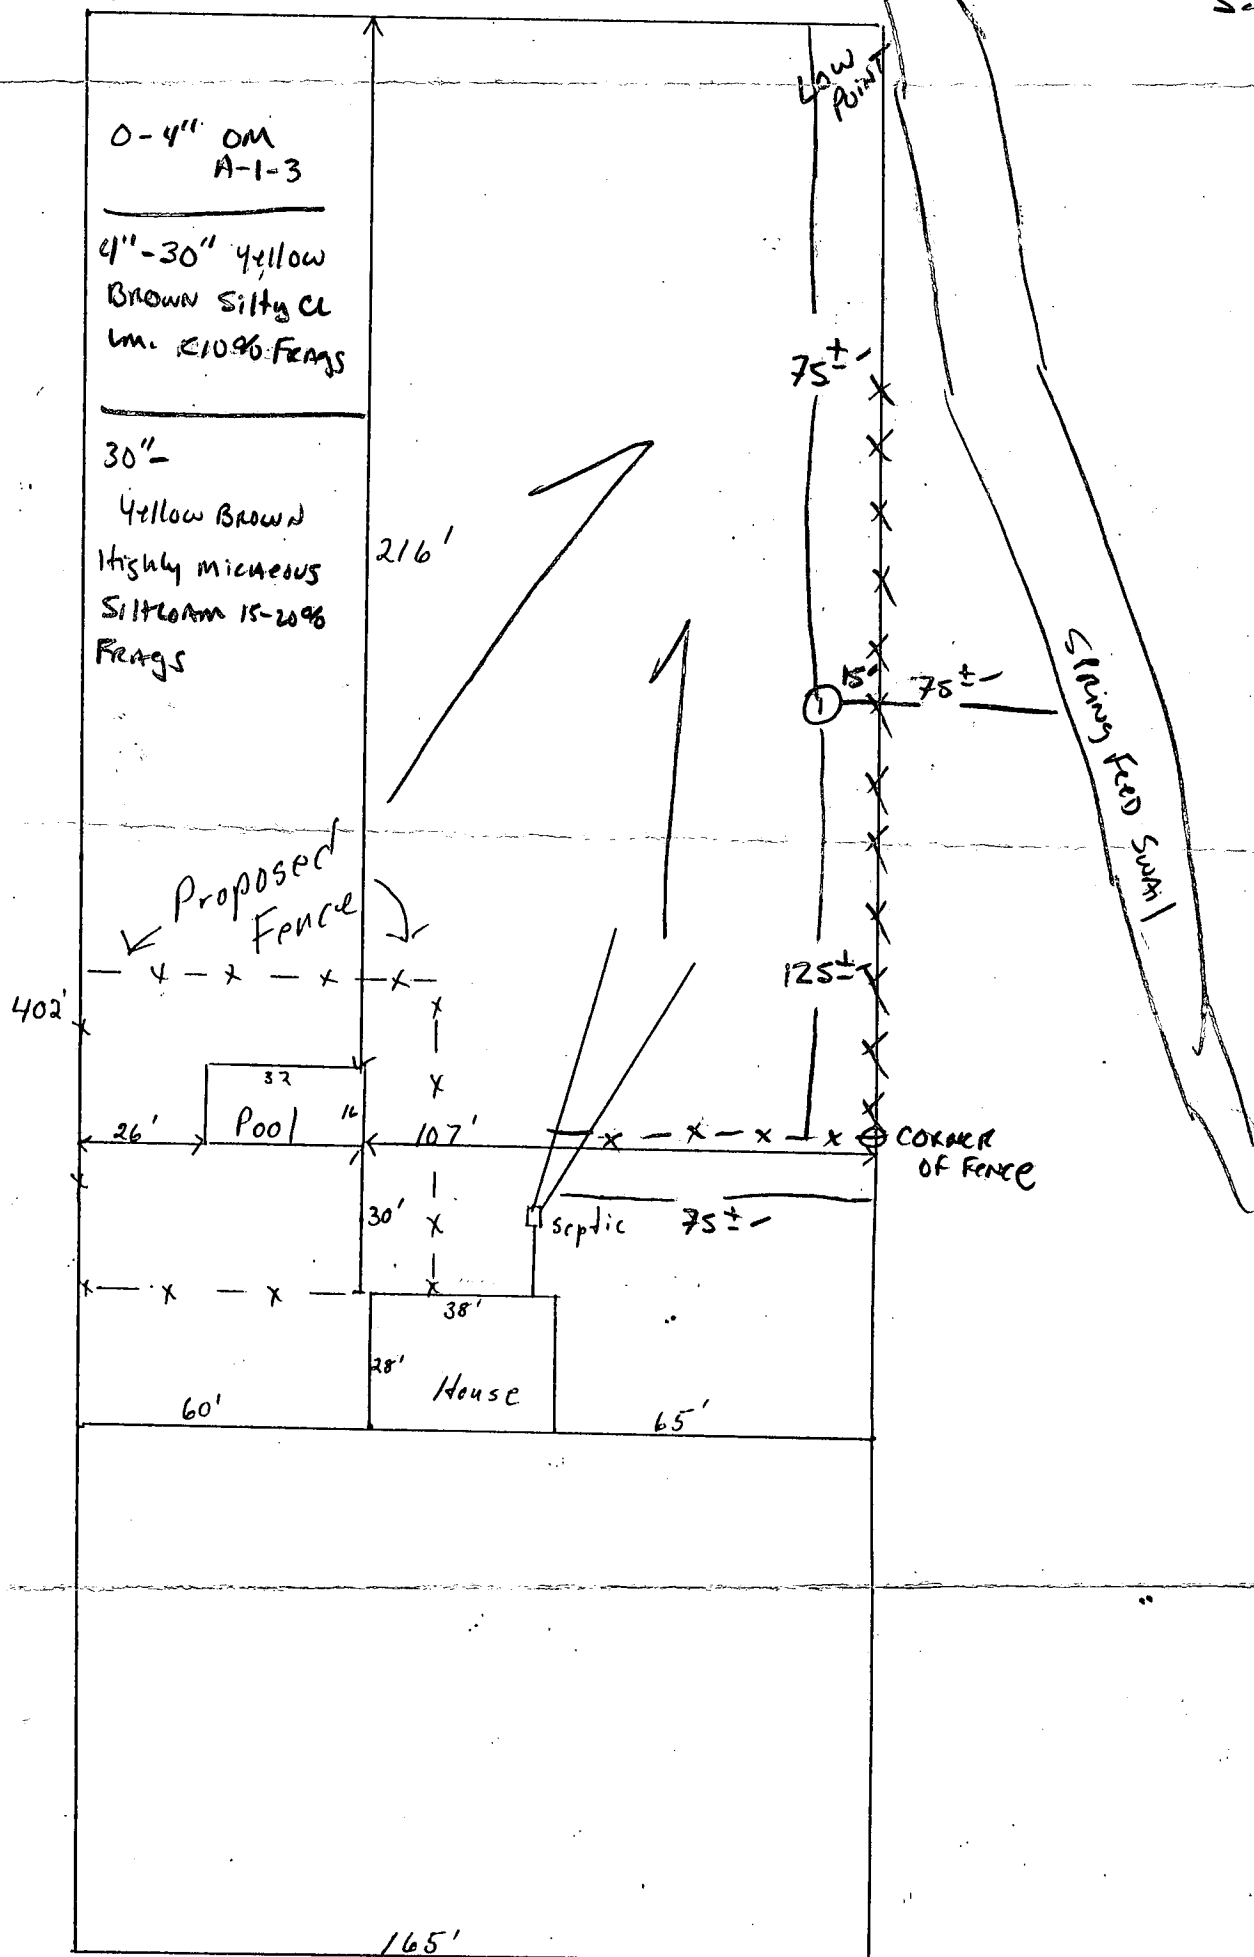 LOW
POINT
0-4" OM
A-1-3
4"-30" Yellow
BROWN Silty CL
Lm. <10% FRAgs
30"-
Yellow BROWN
Highly micaeous
SiltLOAM 15-20%
FRAgs
216'
75±-
15'
75±-
SPRING FeeD SWAil
Proposed
Fence
402'
125±-
32
Pool
16
26'
107'
CORNER
OF FeNCe
30'
septic
75±-
38'
28'
House
60'
65'
165'